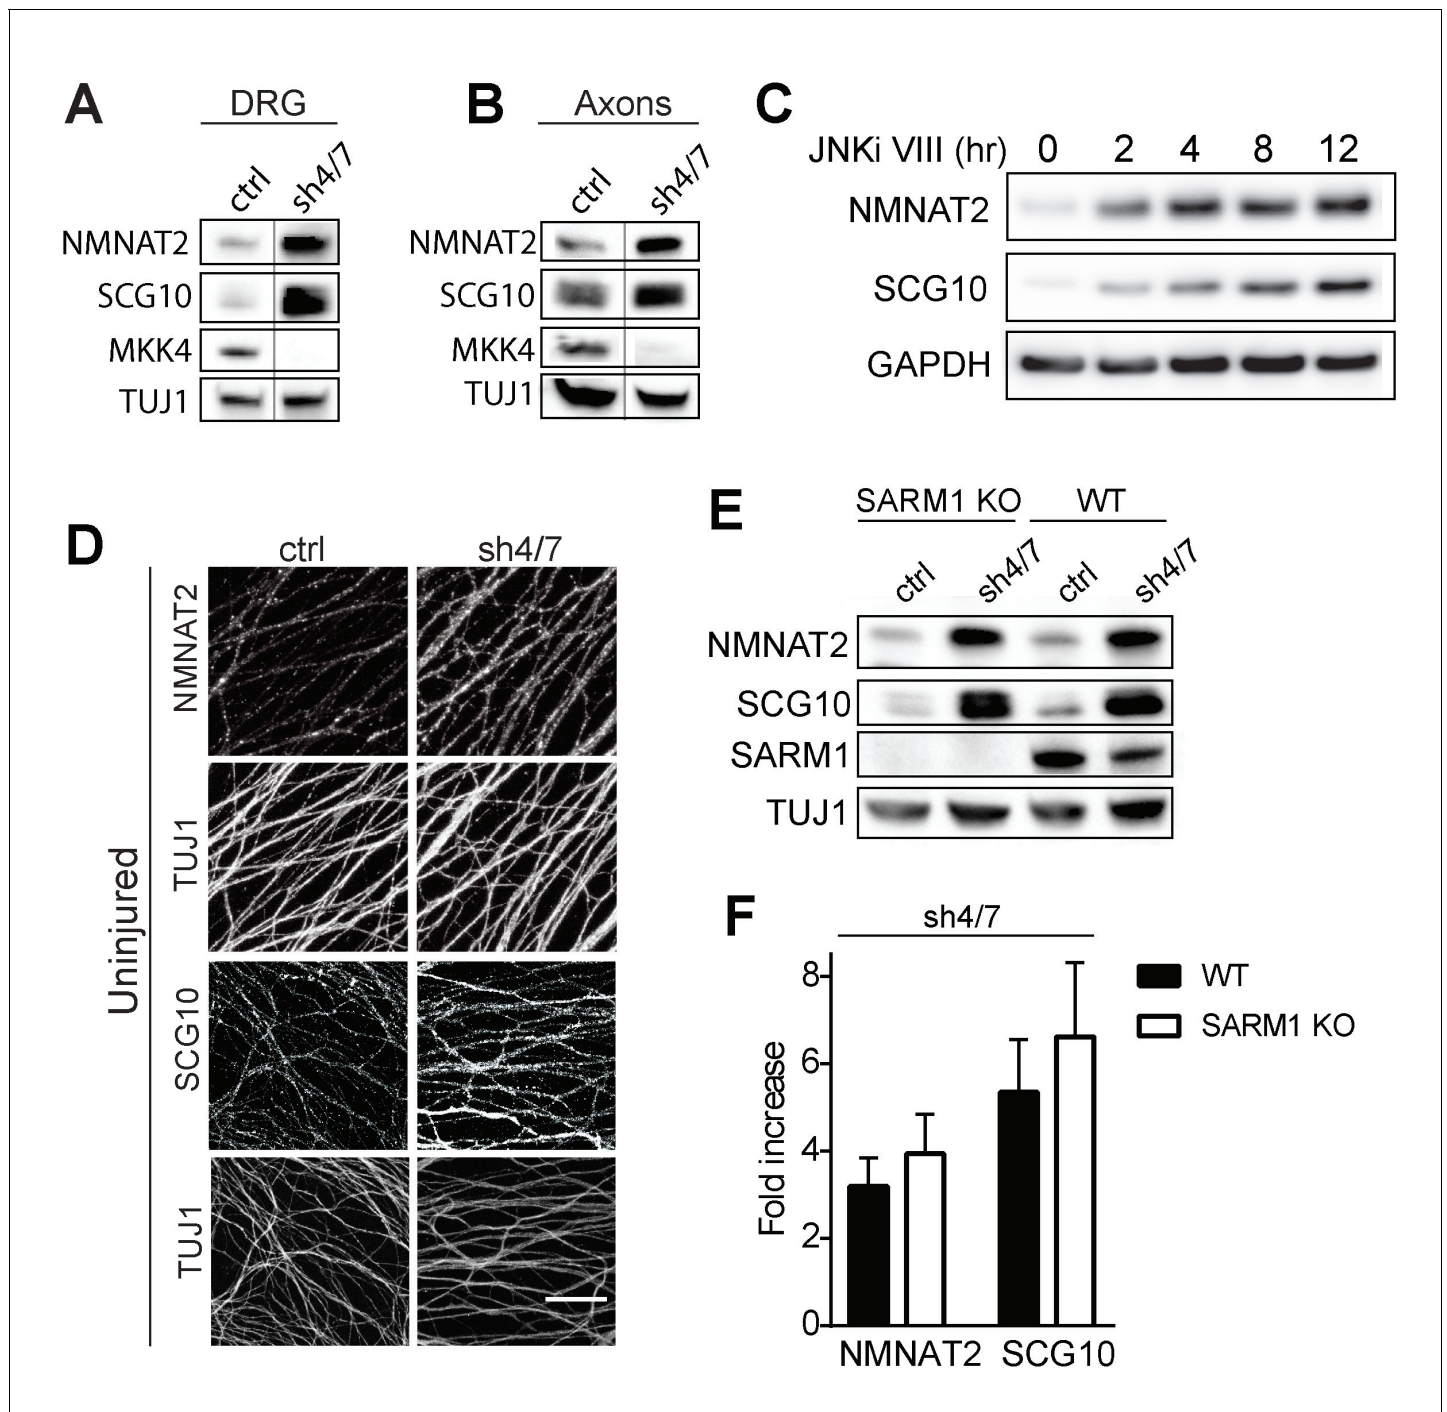 A
DRG
ctrl
sh4/7
NMNAT2
SCG10
MKK4
TUJ1
B
Axons
ctrl
sh4/7
NMNAT2
SCG10
MKK4
TUJ1
C
JNKi VIII (hr) 0 2 4 8 12
NMNAT2
SCG10
GAPDH
D
ctrl
sh4/7
Uninjured
NMNAT2
TUJ1
SCG10
TUJ1
E
SARM1 KO
WT
ctrl
sh4/7
ctrl
sh4/7
NMNAT2
SCG10
SARM1
TUJ1
F
sh4/7
Fold increase
8
6
4
2
0
NMNAT2
SCG10
WT
SARM1 KO